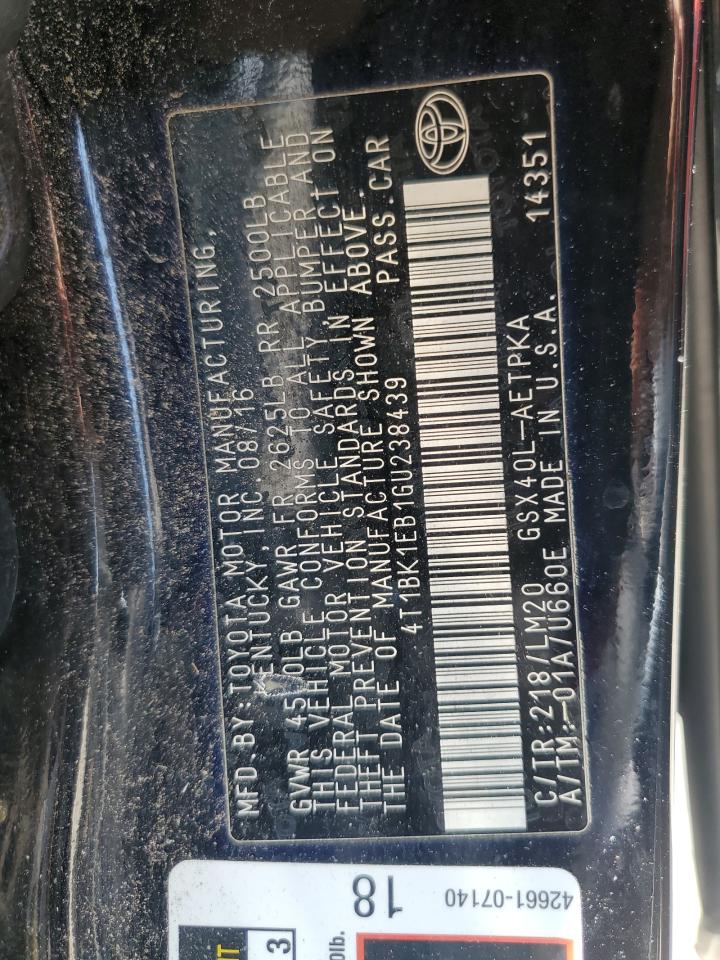 MFD.BY:TOYOTA MOTOR MANUFACTURING,
KENTUCKY, INC. 08/16
GVWR 4500LB GAWR FR 2625LB RR 2500LB
THIS VEHICLE CONFORMS TO ALL APPLICABLE
FEDERAL MOTOR VEHICLE SAFETY BUMPER AND
THEFT PREVENTION STANDARDS IN EFFECT ON
THE DATE OF MANUFACTURE SHOWN ABOVE.
4T1BK1EB1GU238439 PASS.CAR
C/TR:218/LM20 GSX40L-AETPKA
A/TM:-01A/U660E MADE IN U.S.A. 14351
42661-07140
18
3